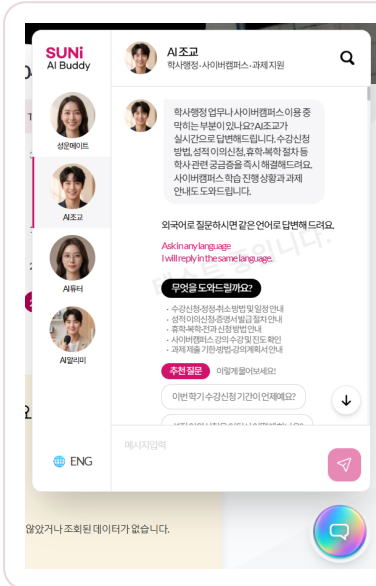 SUNi
AI Buddy
성운메이트
AI조교
AI튜터
AI알리미
ENG
AI조교
학사행정·사이버캠퍼스·과제지원
학사행정 업무나 사이버캠퍼스 이용 중
막히는 부분이 있나요? AI조교가
실시간으로 답변해드립니다. 수강신청
방법, 성적 이의신청, 휴학·복학 절차 등
학사 관련 궁금증을 즉시 해결해드려요.
사이버캠퍼스 학습 진행 상황과 과제
안내도 도와드립니다.
외국어로 질문하시면 같은 언어로 답변해 드려요.
Ask in any language
I will reply in the same language.
무엇을 도와드릴까요?
· 수강신청·정정·취소 방법 및 일정 안내
· 성적 이의신청·증명서 발급 절차 안내
· 휴학·복학·전과 신청 방법 안내
· 사이버캠퍼스 강의 수강 및 진도 확인
· 과제 제출 기한·방법·강의계획서 안내
추천 질문 이렇게 물어보세요!
이번 학기 수강신청 기간이 언제예요?
메시지 입력
않았거나 조회된 데이터가 없습니다.